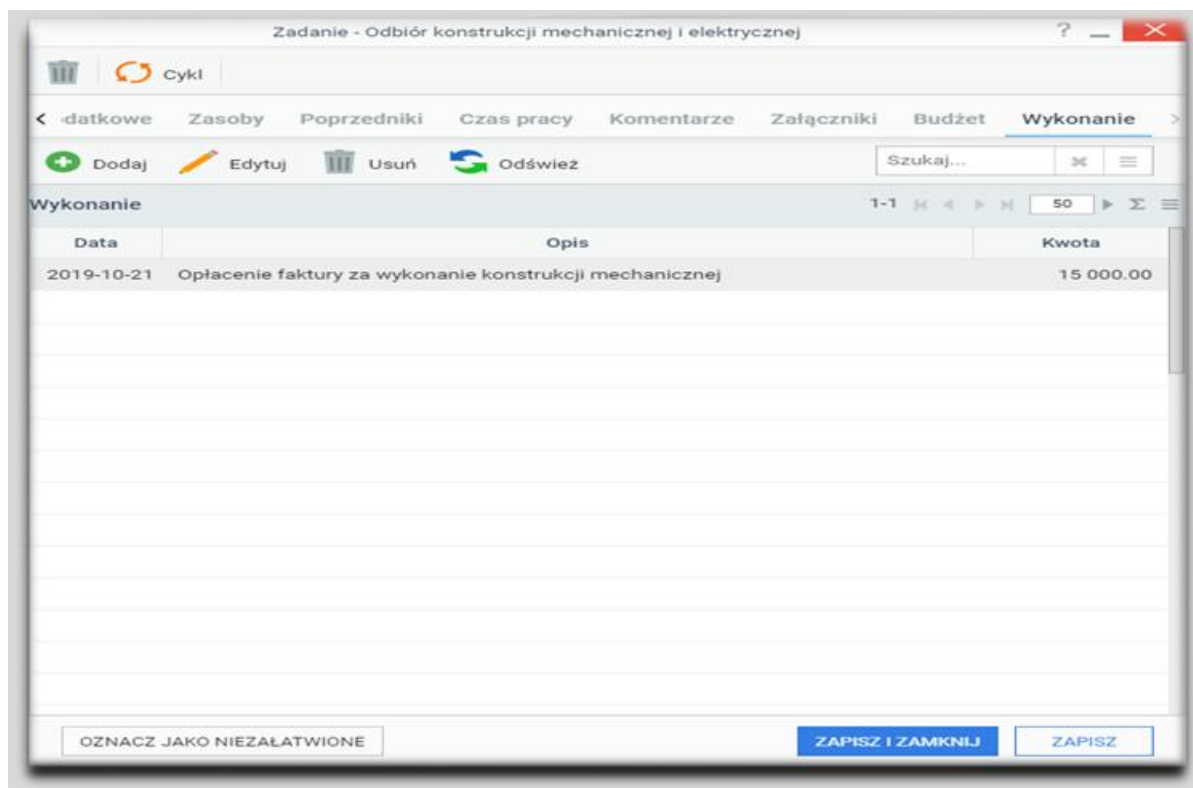 Zadanie - Odbiór konstrukcji mechanicznej i elektrycznej ?
Cykl
datkowe Zasoby Poprzedniki Czas pracy Komentarze Załączniki Budżet Wykonanie
Dodaj Edytuj Usuń Odśwież Szukaj...
Wykonanie 1-1 50 Σ
Data Opis Kwota
2019-10-21 Opłacenie faktury za wykonanie konstrukcji mechanicznej 15 000.00
OZNACZ JAKO NIEZAŁATWIONE ZAPISZ I ZAMKNIJ ZAPISZ